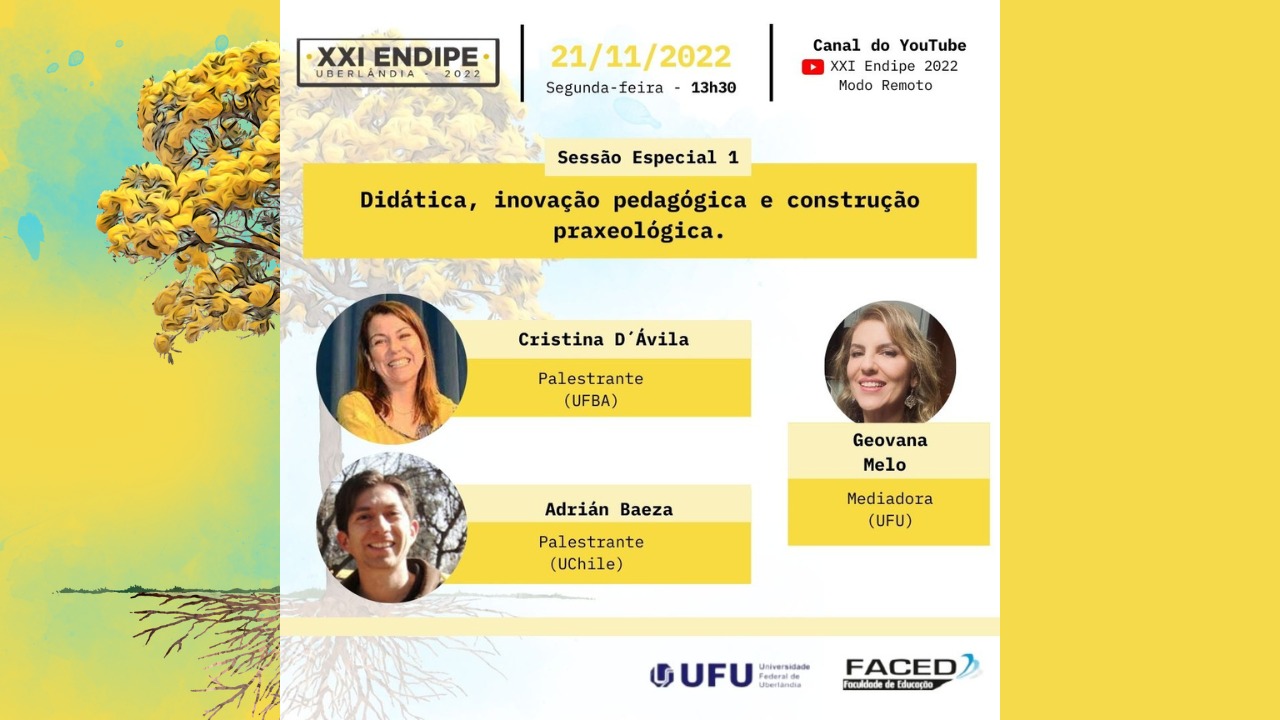 XXI ENDIPE
UBERLÂNDIA - 2022
21/11/2022
Segunda-feira - 13h30
Canal do YouTube
XXI Endipe 2022
Modo Remoto
Sessão Especial 1
Didática, inovação pedagógica e construção
praxeológica.
Cristina D´Ávila
Palestrante
(UFBA)
Adrián Baeza
Palestrante
(UChile)
Geovana
Melo
Mediadora
(UFU)
UFU
Universidade
Federal de
Uberlândia
FACED
Faculdade de Educação